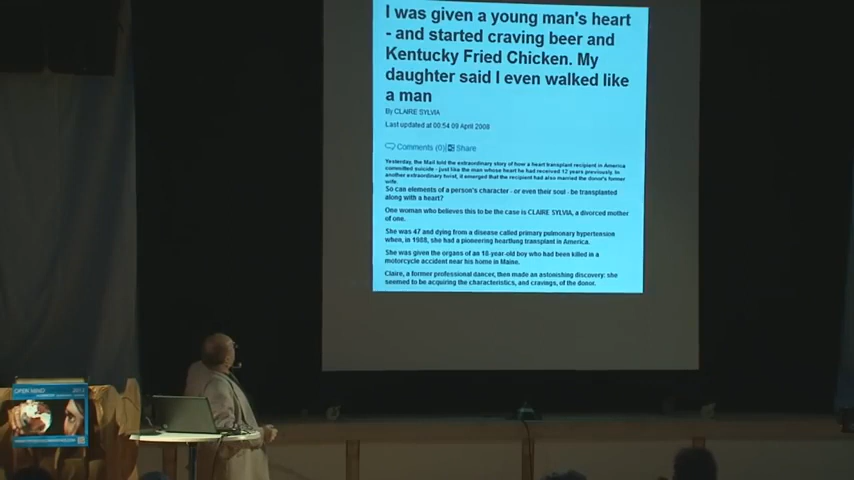 I was given a young man's heart
- and started craving beer and
Kentucky Fried Chicken. My
daughter said I even walked like
a man
By CLAIRE SYLVIA
Last updated at 00:54 09 April 2008
Comments (0) Share
Yesterday, the Mail told the extraordinary story of how a heart transplant recipient in America
committed suicide - just like the man whose heart he had received 12 years previously. In
another extraordinary twist, it emerged that the recipient had also married the donor's former
wife.
So can elements of a person's character - or even their soul - be transplanted
along with a heart?
One woman who believes this to be the case is CLAIRE SYLVIA, a divorced mother
of one.
She was 47 and dying from a disease called primary pulmonary hypertension
when, in 1988, she had a pioneering heart-lung transplant in America.
She was given the organs of an 18-year-old boy who had been killed in a
motorcycle accident near his home in Maine.
Claire, a former professional dancer, then made an astonishing discovery: she
seemed to be acquiring the characteristics, and cravings, of the donor.
OPEN MIND